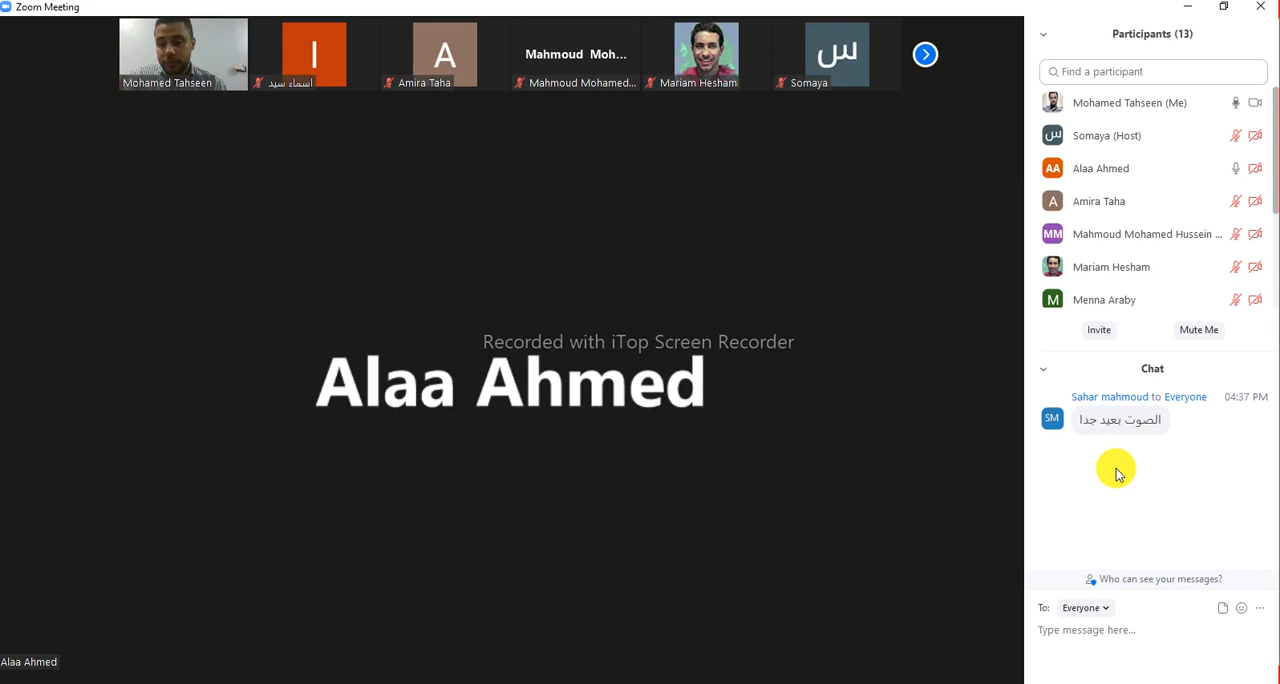 Zoom Meeting
Mohamed Tahseen
ا
اسماء سيد
A
Amira Taha
Mahmoud Moh...
Mahmoud Mohamed...
Mariam Hesham
س
Somaya
Alaa Ahmed
Recorded with iTop Screen Recorder
Alaa Ahmed
Participants (13)
Find a participant
Mohamed Tahseen (Me)
س Somaya (Host)
AA Alaa Ahmed
A Amira Taha
MM Mahmoud Mohamed Hussein ...
Mariam Hesham
M Menna Araby
Invite Mute Me
Chat
Sahar mahmoud to Everyone 04:37 PM
SM الصوت بعيد جدا
Who can see your messages?
To: Everyone
Type message here...